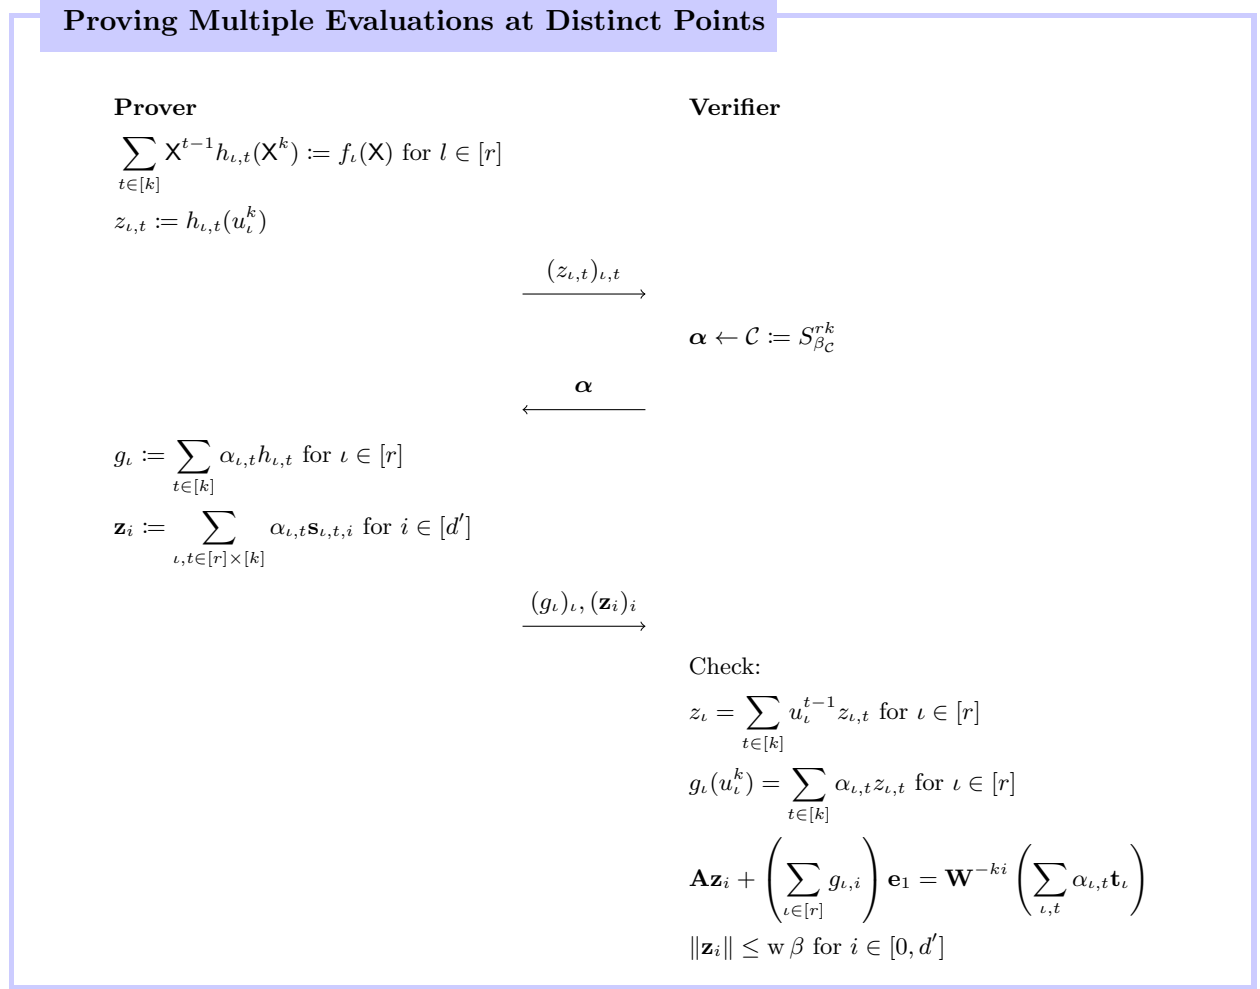 Proving Multiple Evaluations at Distinct Points
Prover
Verifier
∑_{t∈[k]} X^{t−1} h_{ι,t}(X^k) := f_ι(X) for l ∈ [r]
z_{ι,t} := h_{ι,t}(u_ι^k)
(z_{ι,t})_{ι,t}
α ← C := S_{β_C}^{rk}
α
g_ι := ∑_{t∈[k]} α_{ι,t} h_{ι,t} for ι ∈ [r]
z_i := ∑_{ι,t∈[r]×[k]} α_{ι,t} s_{ι,t,i} for i ∈ [d′]
(g_ι)_ι, (z_i)_i
Check:
z_ι = ∑_{t∈[k]} u_ι^{t−1} z_{ι,t} for ι ∈ [r]
g_ι(u_ι^k) = ∑_{t∈[k]} α_{ι,t} z_{ι,t} for ι ∈ [r]
Az_i + (∑_{ι∈[r]} g_{ι,i}) e_1 = W^{−ki} (∑_{ι,t} α_{ι,t} t_ι)
‖z_i‖ ≤ w β for i ∈ [0, d′]